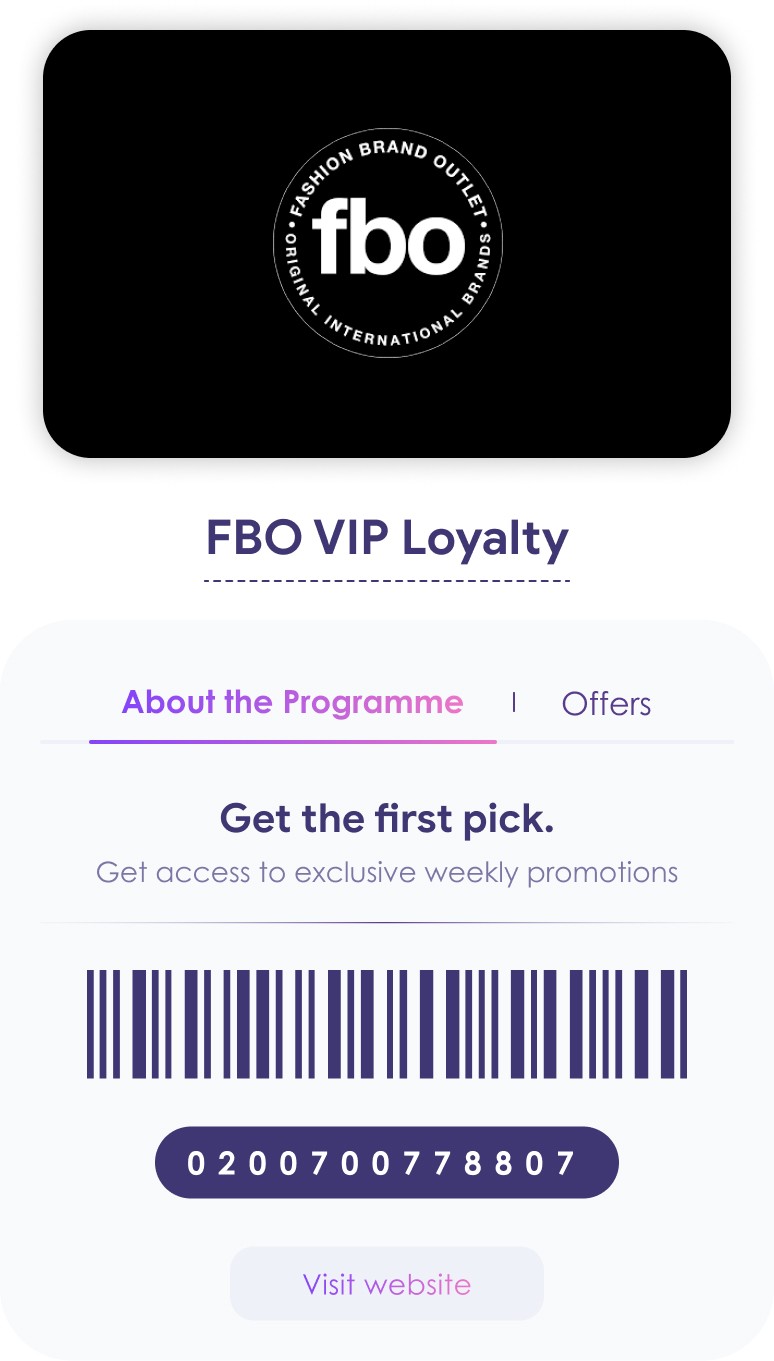 • FASHION BRAND OUTLET •
fbo
ORIGINAL INTERNATIONAL BRANDS
FBO VIP Loyalty
About the Programme | Offers
Get the first pick.
Get access to exclusive weekly promotions
0200700778807
Visit website